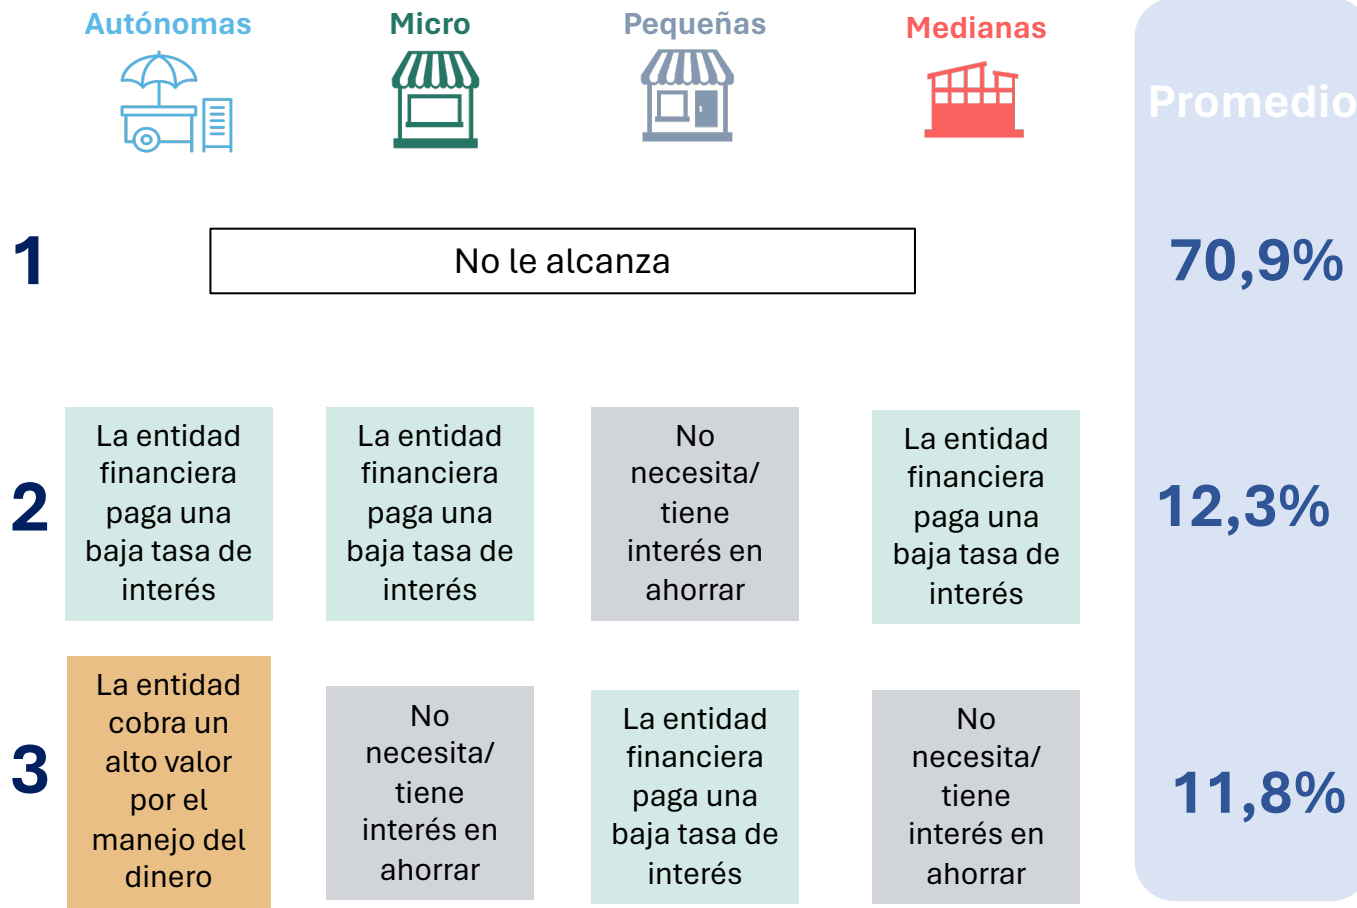 Autónomas
Micro
Pequeñas
Medianas
Promedio
1
No le alcanza
70,9%
2
La entidad
financiera
paga una
baja tasa de
interés
La entidad
financiera
paga una
baja tasa de
interés
No
necesita/
tiene
interés en
ahorrar
La entidad
financiera
paga una
baja tasa de
interés
12,3%
3
La entidad
cobra un
alto valor
por el
manejo del
dinero
No
necesita/
tiene
interés en
ahorrar
La entidad
financiera
paga una
baja tasa de
interés
No
necesita/
tiene
interés en
ahorrar
11,8%